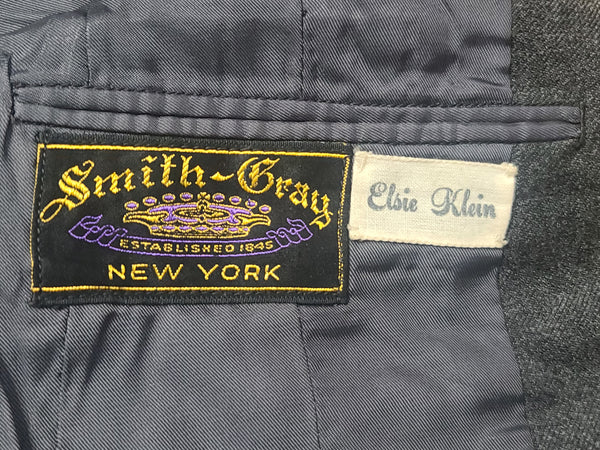 Smith-Gray
ESTABLISHED 1845
NEW YORK
Elsie Klein